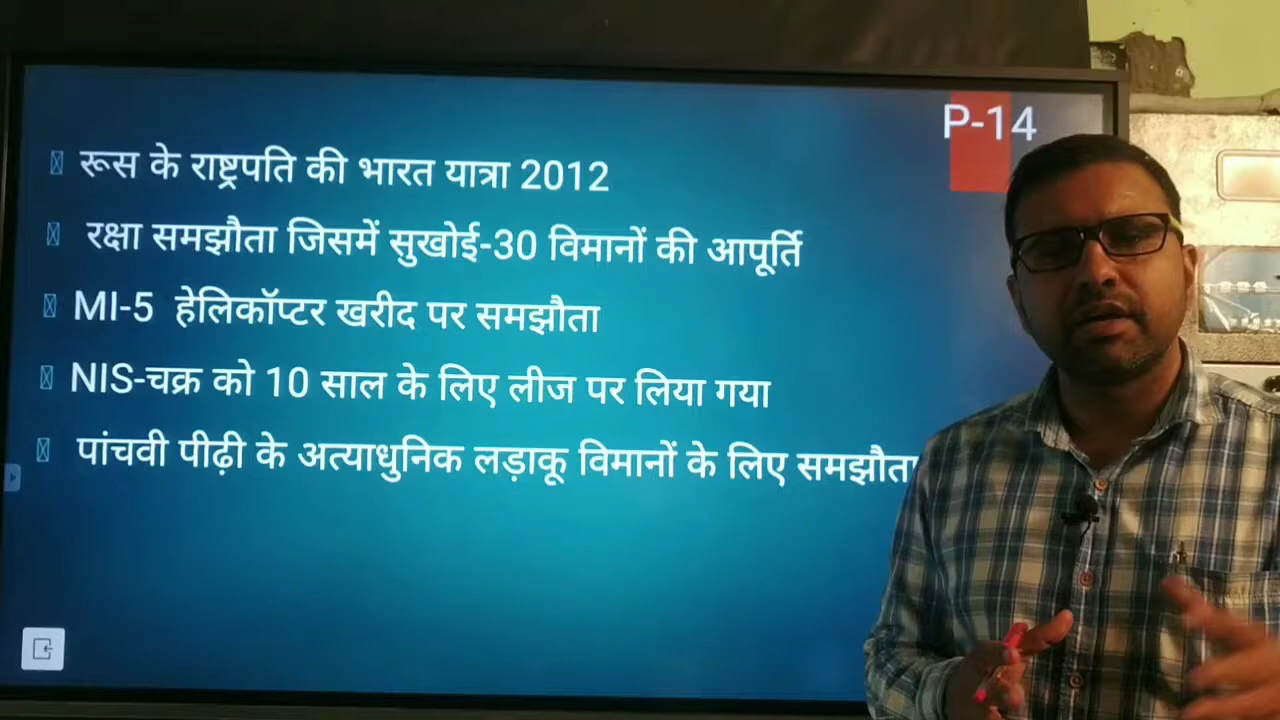 P-14
रूस के राष्ट्रपति की भारत यात्रा 2012
रक्षा समझौता जिसमें सुखोई-30 विमानों की आपूर्ति
MI-5 हेलिकॉप्टर खरीद पर समझौता
NIS-चक्र को 10 साल के लिए लीज पर लिया गया
पांचवी पीढ़ी के अत्याधुनिक लड़ाकू विमानों के लिए समझौता